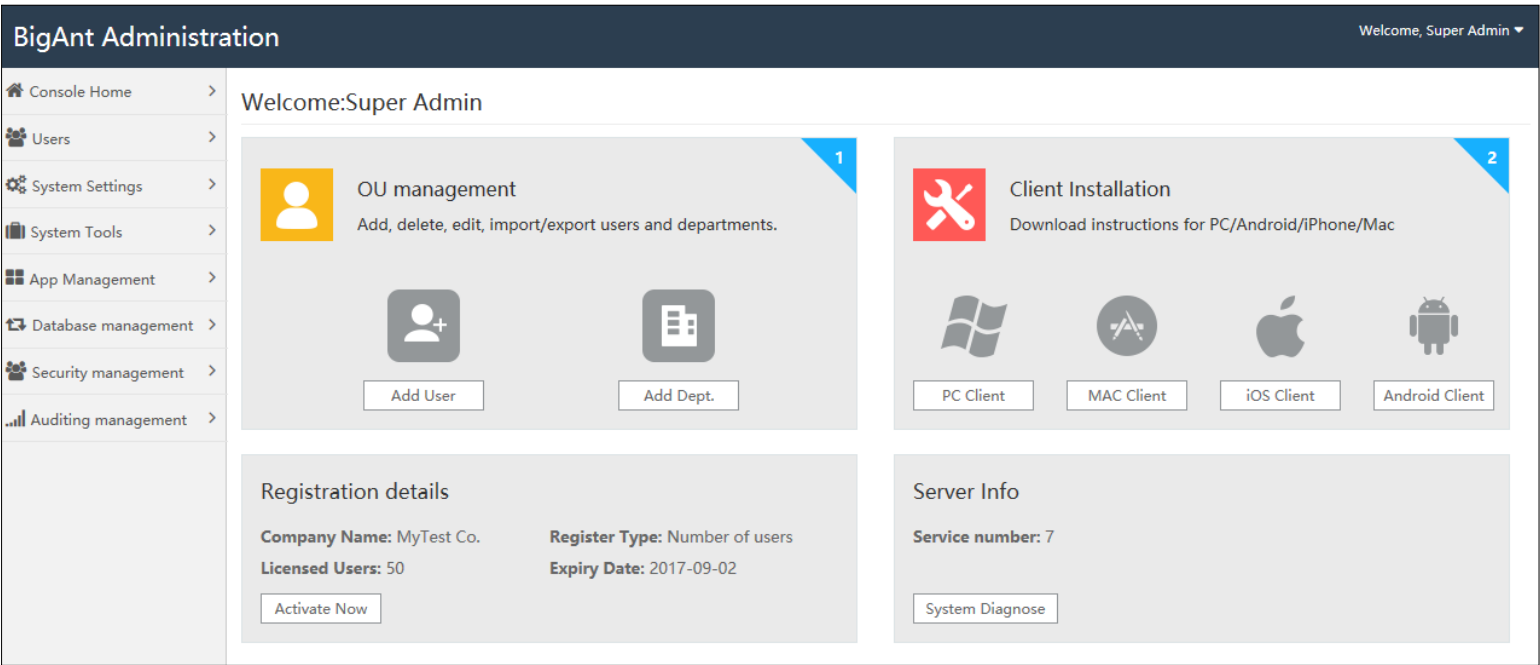 BigAnt Administration
Welcome, Super Admin
Console Home
Users
System Settings
System Tools
App Management
Database management
Security management
Auditing management
Welcome:Super Admin
1
OU management
Add, delete, edit, import/export users and departments.
Add User
Add Dept.
2
Client Installation
Download instructions for PC/Android/iPhone/Mac
PC Client
MAC Client
iOS Client
Android Client
Registration details
Company Name: MyTest Co.
Register Type: Number of users
Licensed Users: 50
Expiry Date: 2017-09-02
Activate Now
Server Info
Service number: 7
System Diagnose